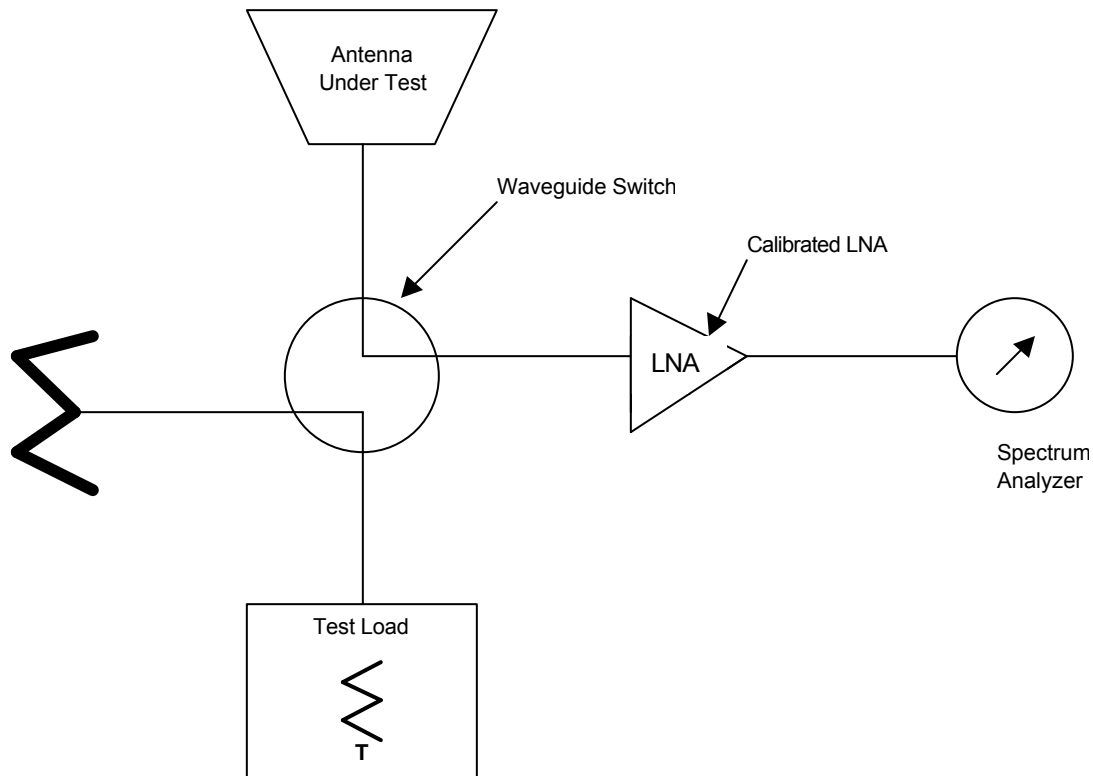 Antenna
Under Test
Waveguide Switch
Calibrated LNA
LNA
Spectrum
Analyzer
Test Load
T